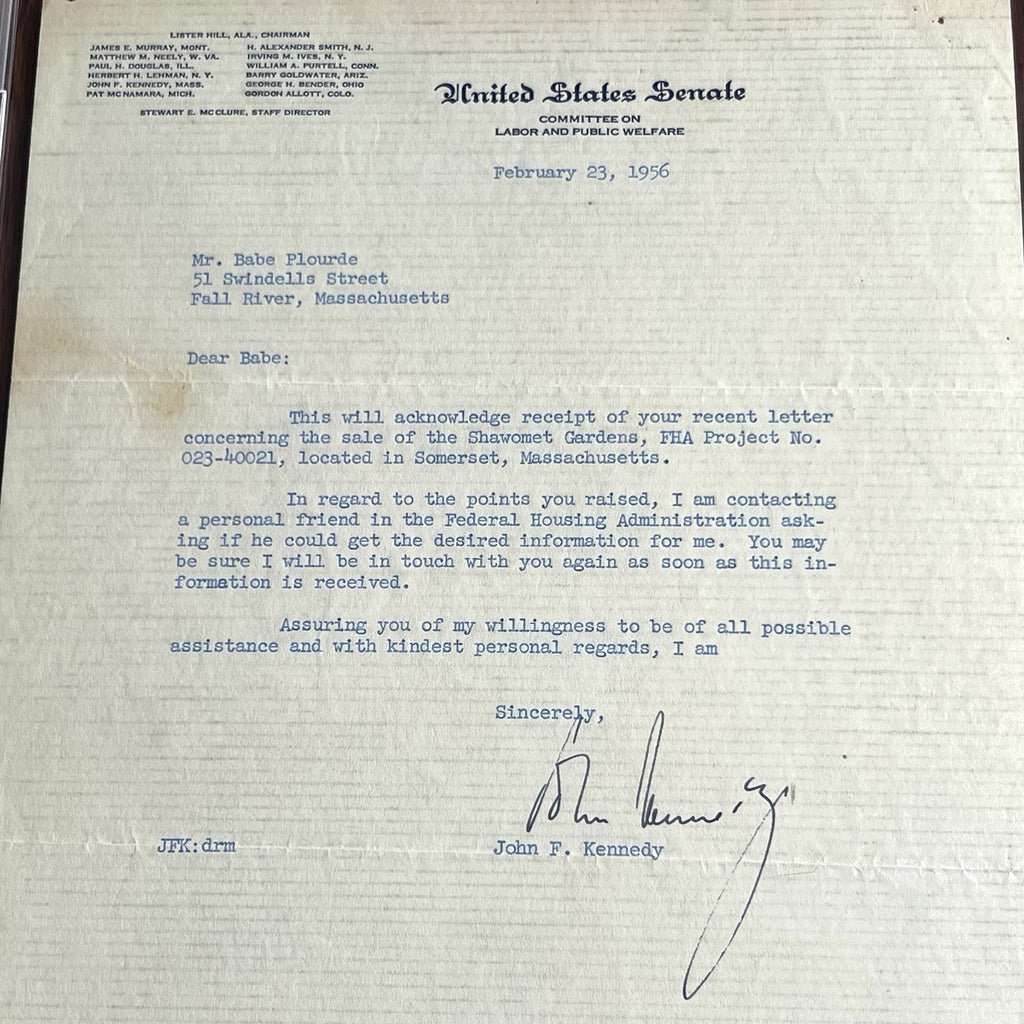 LISTER HILL, ALA., CHAIRMAN
JAMES E. MURRAY, MONT. H. ALEXANDER SMITH, N. J.
MATTHEW M. NEELY, W. VA. IRVING M. IVES, N. Y.
PAUL H. DOUGLAS, ILL. WILLIAM A. PURTELL, CONN.
HERBERT H. LEHMAN, N. Y. BARRY GOLDWATER, ARIZ.
JOHN F. KENNEDY, MASS. GEORGE H. BENDER, OHIO
PAT MC NAMARA, MICH. GORDON ALLOTT, COLO.
STEWART E. MC CLURE, STAFF DIRECTOR
United States Senate
COMMITTEE ON
LABOR AND PUBLIC WELFARE
February 23, 1956
Mr. Babe Plourde
51 Swindells Street
Fall River, Massachusetts
Dear Babe:
This will acknowledge receipt of your recent letter
concerning the sale of the Shawomet Gardens, FHA Project No.
023-40021, located in Somerset, Massachusetts.
In regard to the points you raised, I am contacting
a personal friend in the Federal Housing Administration ask-
ing if he could get the desired information for me. You may
be sure I will be in touch with you again as soon as this in-
formation is received.
Assuring you of my willingness to be of all possible
assistance and with kindest personal regards, I am
Sincerely,
John Kennedy
JFK:drm
John F. Kennedy